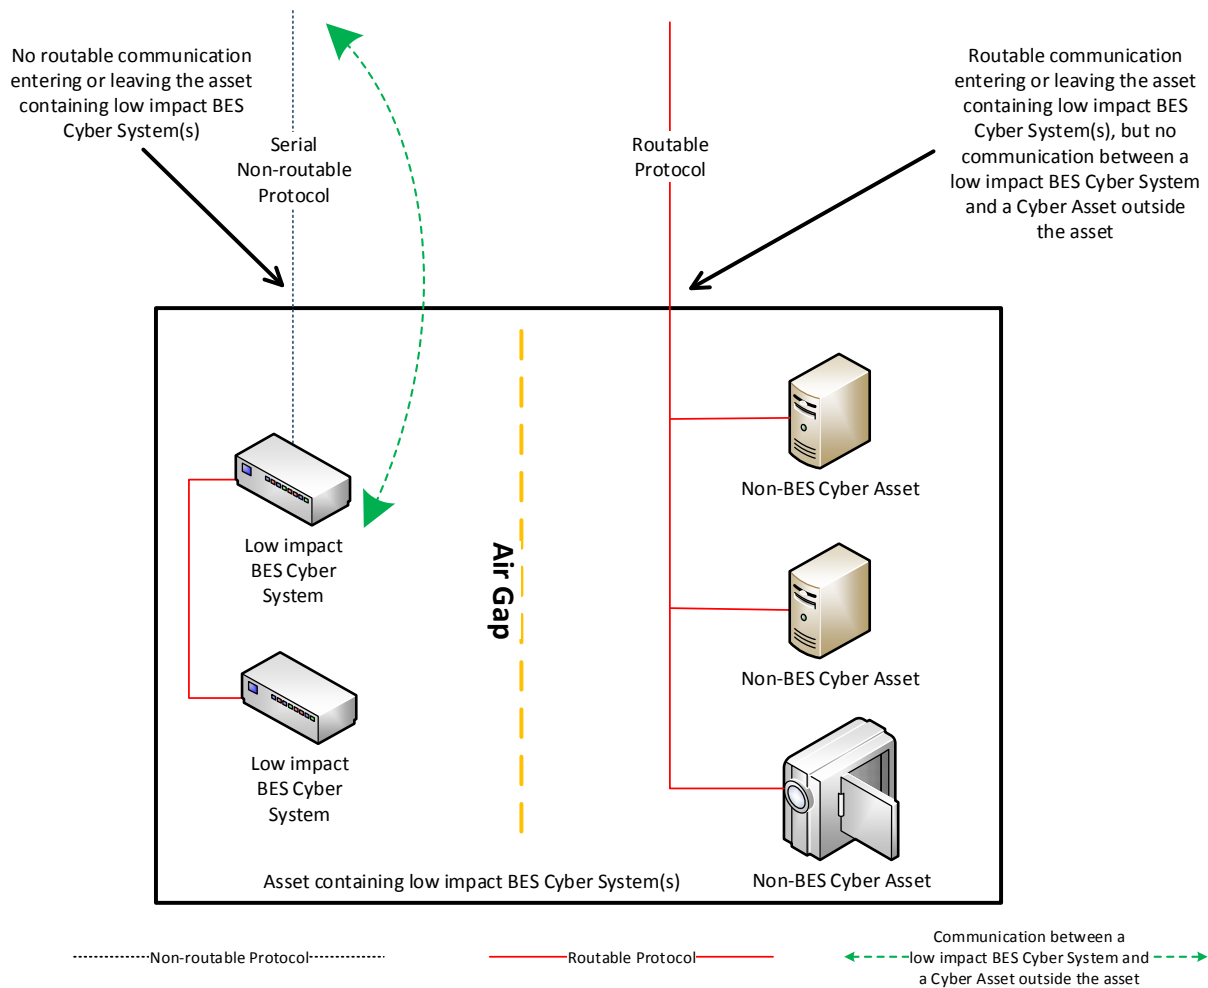 No routable communication
entering or leaving the asset
containing low impact BES
Cyber System(s)
Serial
Non-routable
Protocol
Routable
Protocol
Routable communication
entering or leaving the asset
containing low impact BES
Cyber System(s), but no
communication between a
low impact BES Cyber System
and a Cyber Asset outside
the asset
Low impact
BES Cyber
System
Low impact
BES Cyber
System
Air Gap
Non-BES Cyber Asset
Non-BES Cyber Asset
Non-BES Cyber Asset
Asset containing low impact BES Cyber System(s)
Non-routable Protocol
Routable Protocol
Communication between a
low impact BES Cyber System and
a Cyber Asset outside the asset